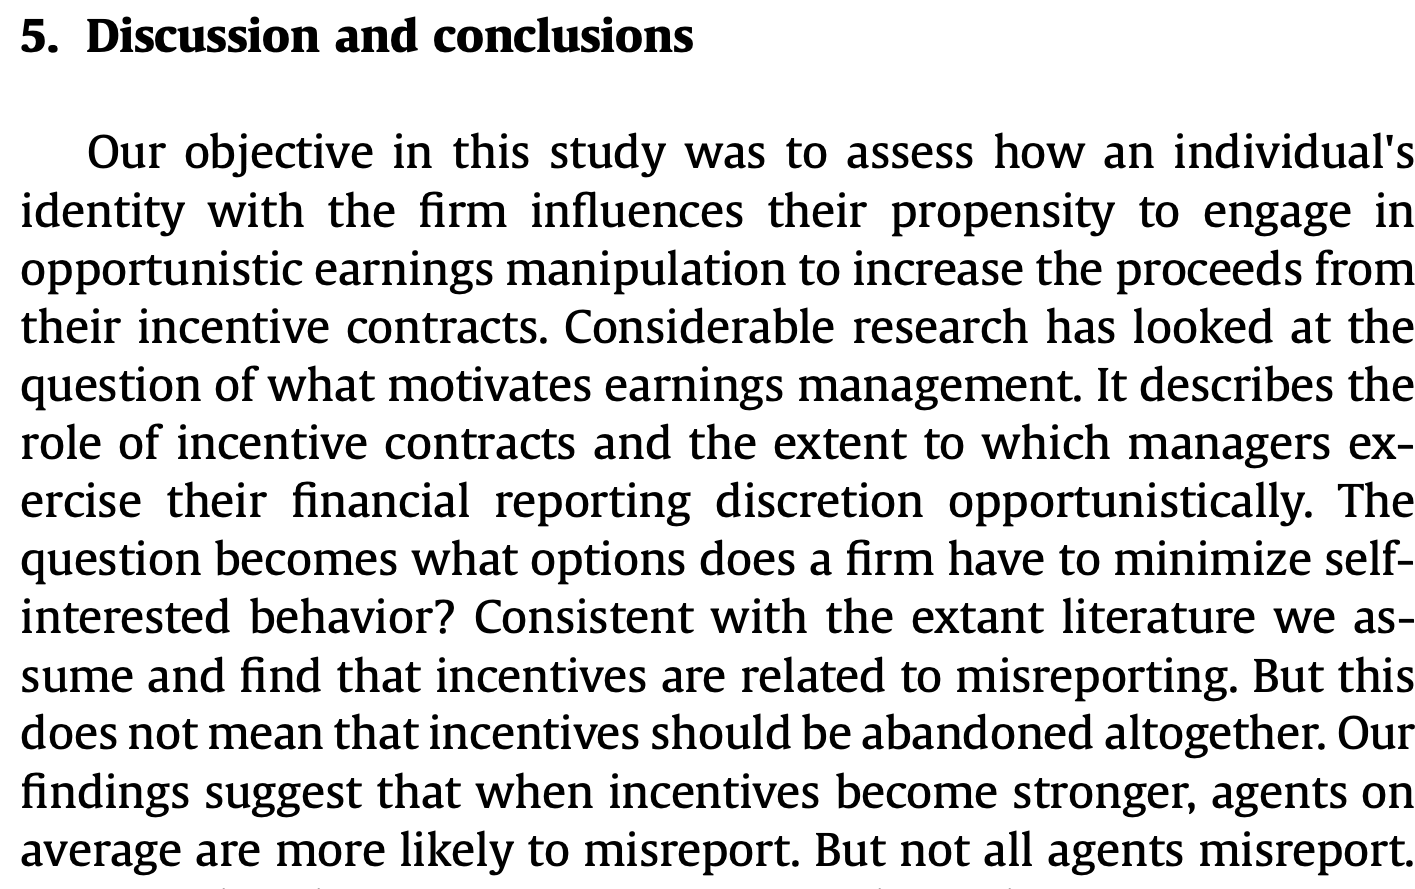 5. Discussion and conclusions
Our objective in this study was to assess how an individual's
identity with the firm influences their propensity to engage in
opportunistic earnings manipulation to increase the proceeds from
their incentive contracts. Considerable research has looked at the
question of what motivates earnings management. It describes the
role of incentive contracts and the extent to which managers ex-
ercise their financial reporting discretion opportunistically. The
question becomes what options does a firm have to minimize self-
interested behavior? Consistent with the extant literature we as-
sume and find that incentives are related to misreporting. But this
does not mean that incentives should be abandoned altogether. Our
findings suggest that when incentives become stronger, agents on
average are more likely to misreport. But not all agents misreport.